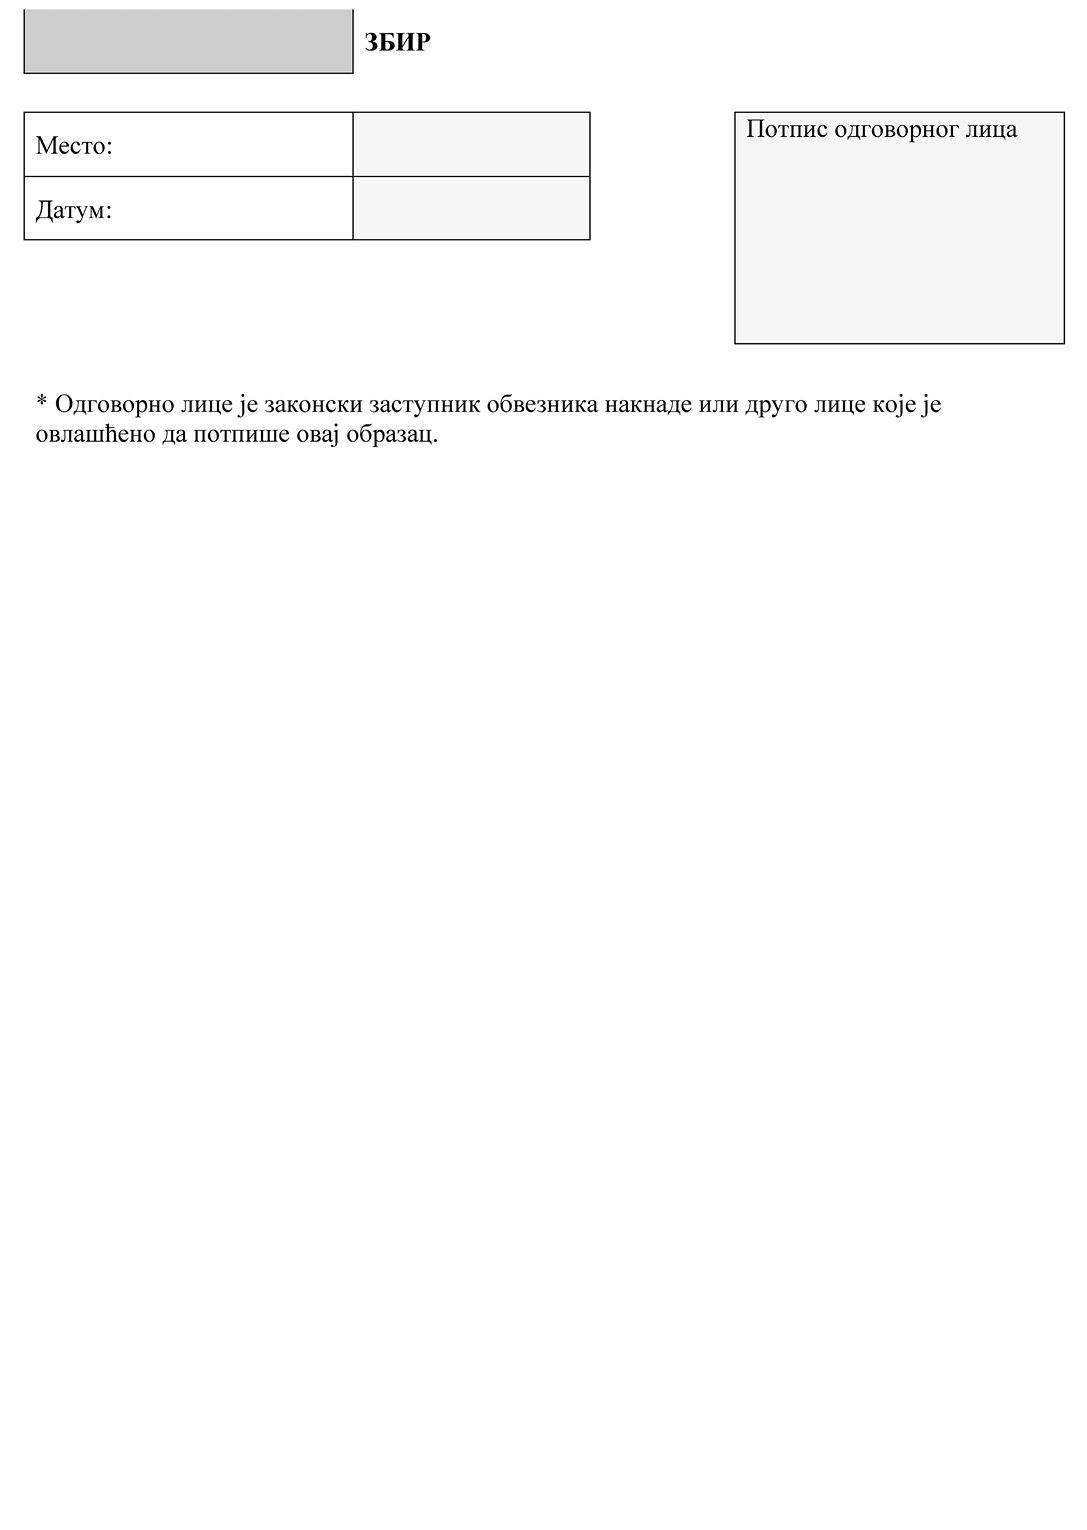 ЗБИР
Место:
Датум:
Потпис одговорног лица
* Одговорно лице је законски заступник обвезника накнаде или друго лице које је
овлашћено да потпише овај образац.